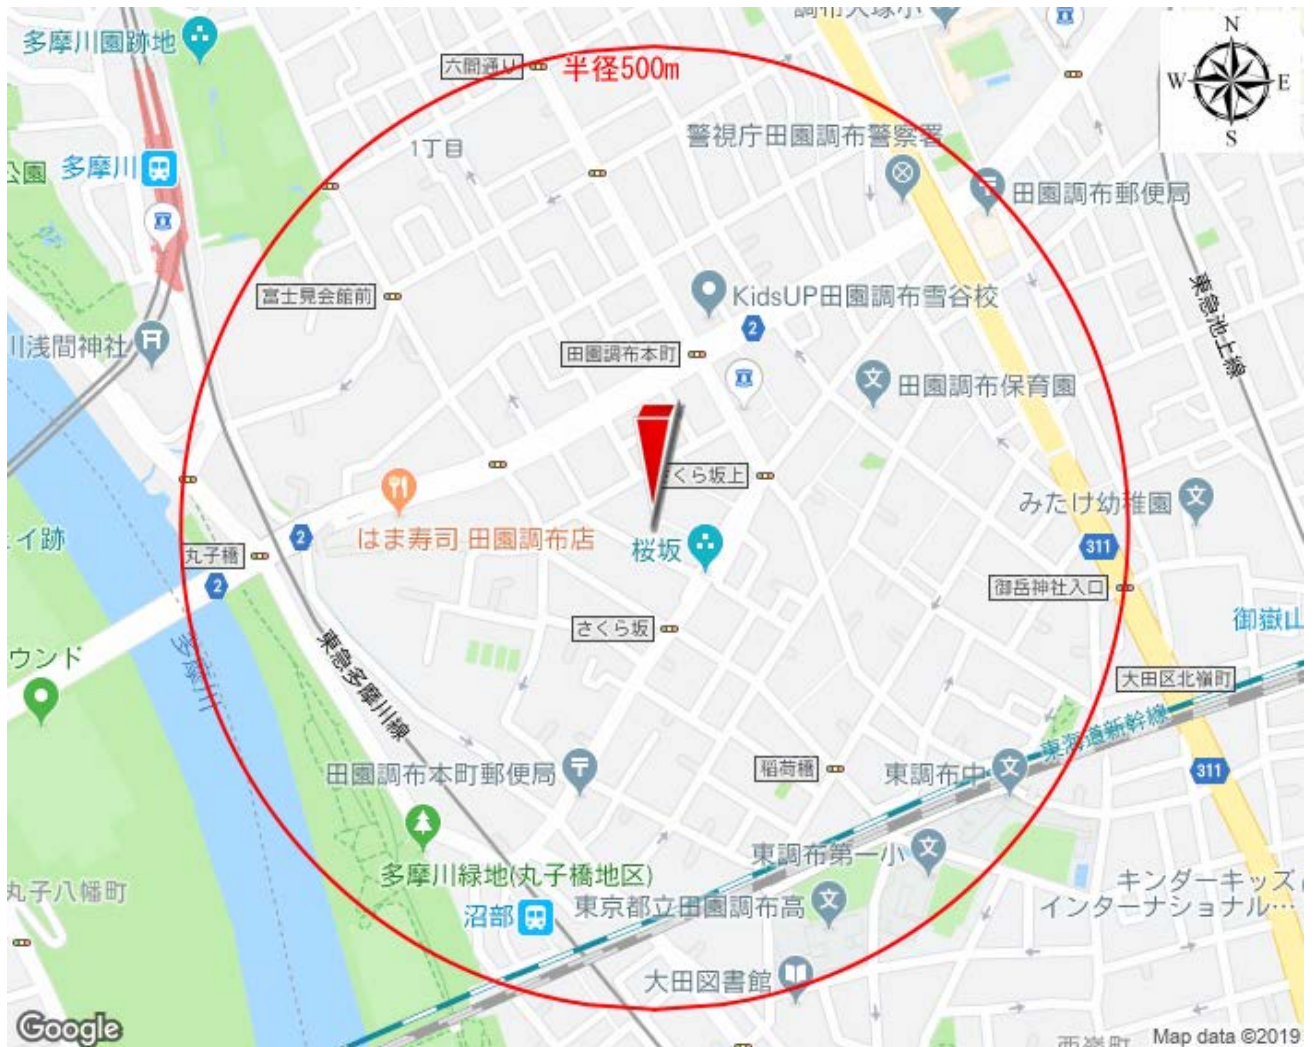 調布大塚小
多摩川園跡地
六間通り
半径500m
N
W
E
S
1丁目
警視庁田園調布警察署
公園
多摩川
田園調布郵便局
富士見会館前
KidsUP田園調布雪谷校
2
東急池上線
川浅間神社
田園調布本町
田園調布保育園
さくら坂上
みたけ幼稚園
イ跡
はま寿司 田園調布店
2
丸子橋
桜坂
311
2
御岳神社入口
さくら坂
御嶽山
ウンド
多摩川
東急多摩川線
大田区北嶺町
東海道新幹線
田園調布本町郵便局
稲荷橋
東調布中
311
多摩川緑地(丸子橋地区)
東調布第一小
丸子八幡町
沼部
東京都立田園調布高
キンダーキッズ
インターナショナル…
大田図書館
Google
西嶺町
Map data ©2019